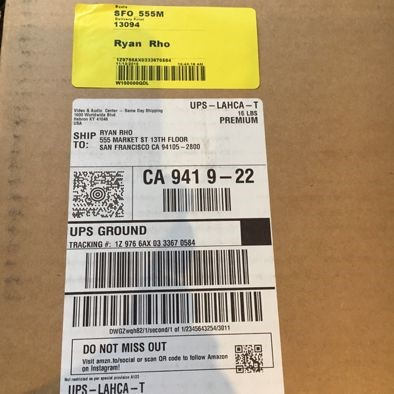 Route
SFO 555M
Delivery Point
13094
Ryan Rho
1Z9766AX0333670584
W100000QDL
UPS-LAHCA-T
16 LBS
PREMIUM
Video & Audio Center - Same Day Shipping
1600 Worldwide Blvd
Hebron KY 41048
USA
SHIP TO:
RYAN RHO
555 MARKET ST 13TH FLOOR
SAN FRANCISCO CA 94105-2800
CA 941 9-22
UPS GROUND
TRACKING #: 1Z 976 6AX 03 3367 0584
DWG2wqh82/1/second/1 of 1/2345643254/3011
DO NOT MISS OUT
Visit amzn.to/social or scan QR code to follow Amazon
on Instagram!
Not restricted as per special provision A123
UPS-LAHCA-T